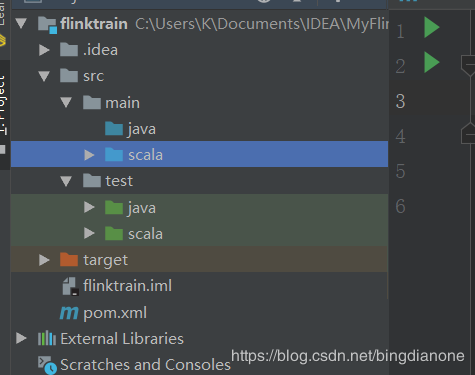 flinktrain C:\Users\K\Documents\IDEA\MyFlin
.idea
src
main
java
scala
test
java
scala
target
flinktrain.iml
pom.xml
External Libraries
Scratches and Consoles
1
2
3
4
5
6
Project
https://blog.csdn.net/bingdianone